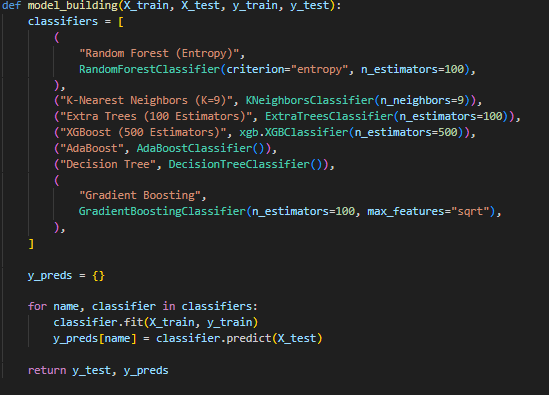 def model_building(X_train, X_test, y_train, y_test):
    classifiers = [
        (
            "Random Forest (Entropy)",
            RandomForestClassifier(criterion="entropy", n_estimators=100),
        ),
        ("K-Nearest Neighbors (K=9)", KNeighborsClassifier(n_neighbors=9)),
        ("Extra Trees (100 Estimators)", ExtraTreesClassifier(n_estimators=100)),
        ("XGBoost (500 Estimators)", xgb.XGBClassifier(n_estimators=500)),
        ("AdaBoost", AdaBoostClassifier()),
        ("Decision Tree", DecisionTreeClassifier()),
        (
            "Gradient Boosting",
            GradientBoostingClassifier(n_estimators=100, max_features="sqrt"),
        ),
    ]

    y_preds = {}

    for name, classifier in classifiers:
        classifier.fit(X_train, y_train)
        y_preds[name] = classifier.predict(X_test)

    return y_test, y_preds